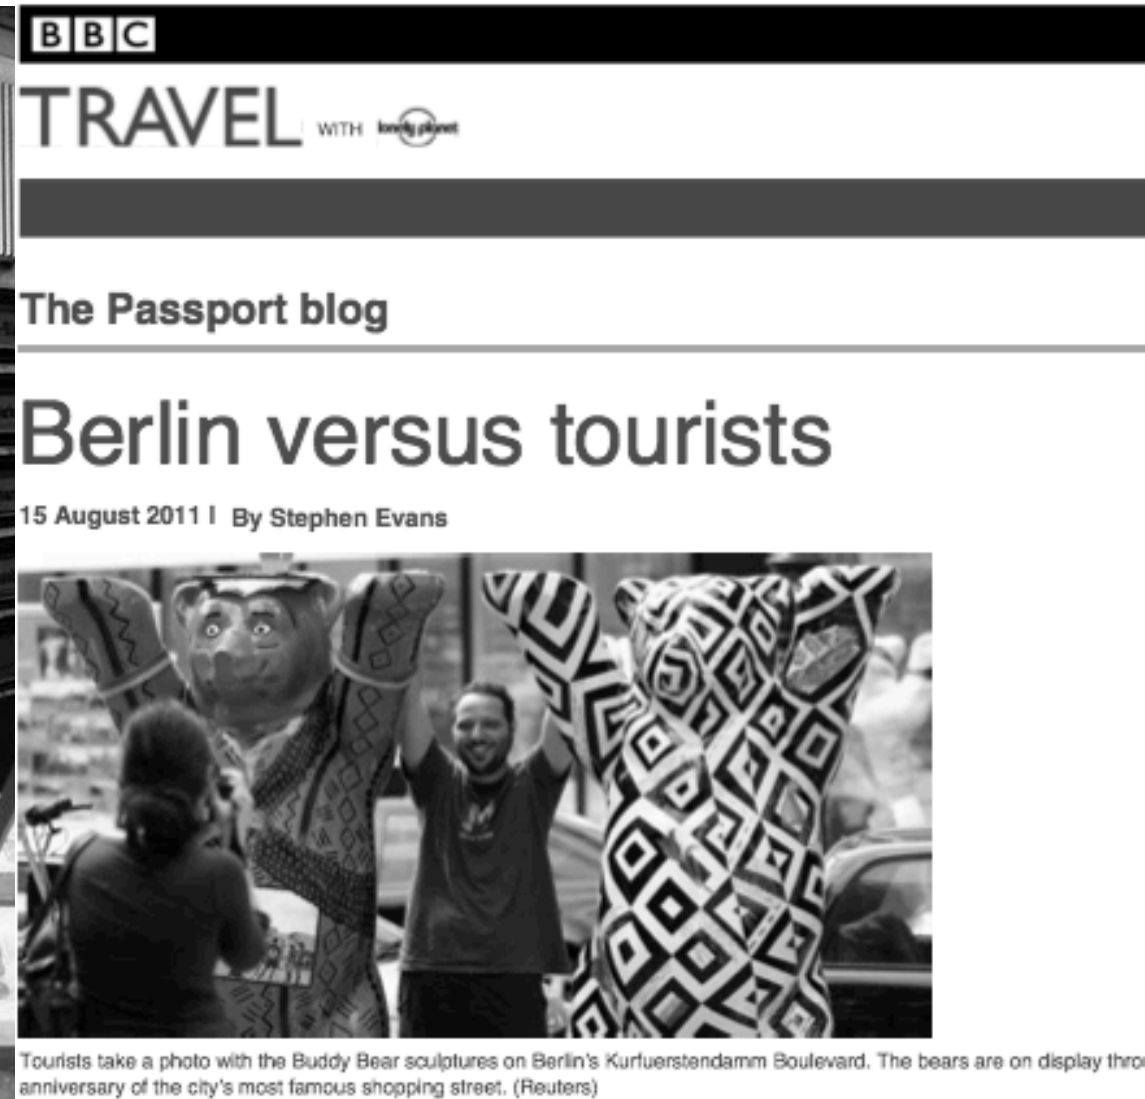 BBC
TRAVEL WITH lonely planet
The Passport blog
Berlin versus tourists
15 August 2011 | By Stephen Evans
Tourists take a photo with the Buddy Bear sculptures on Berlin's Kurfuerstendamm Boulevard. The bears are on display
anniversary of the city's most famous shopping street. (Reuters)